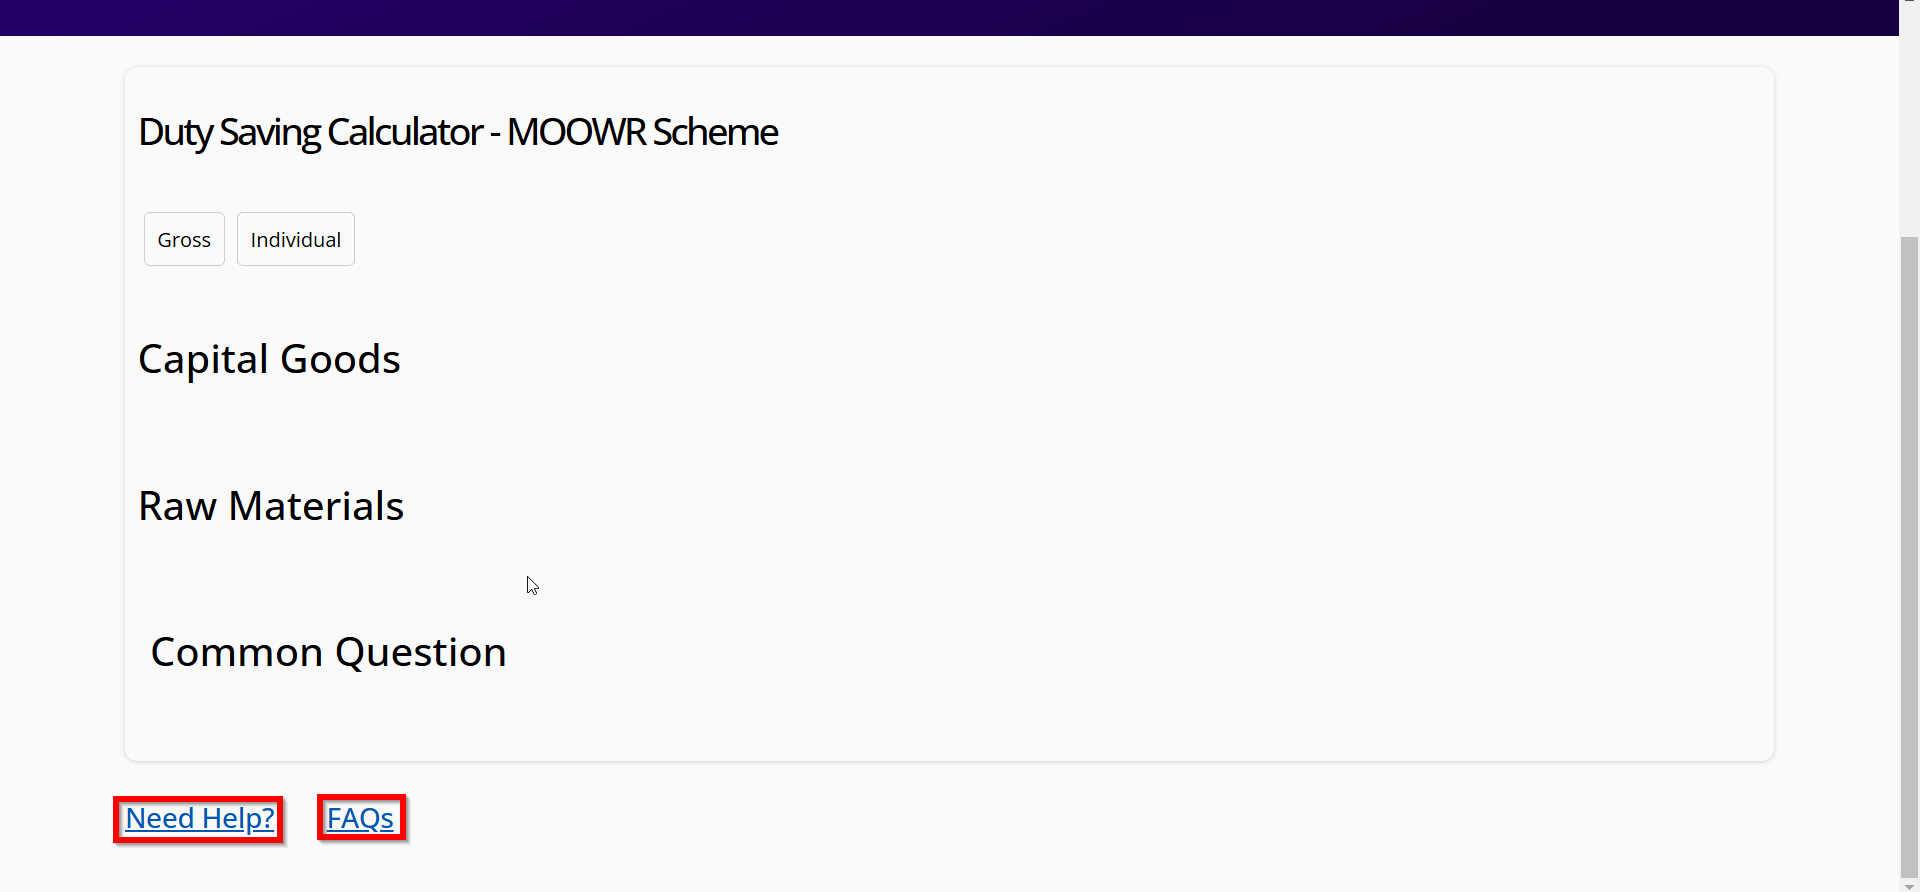 Duty Saving Calculator - MOOWR Scheme
Gross Individual
Capital Goods
Raw Materials
Common Question
Need Help? FAQs